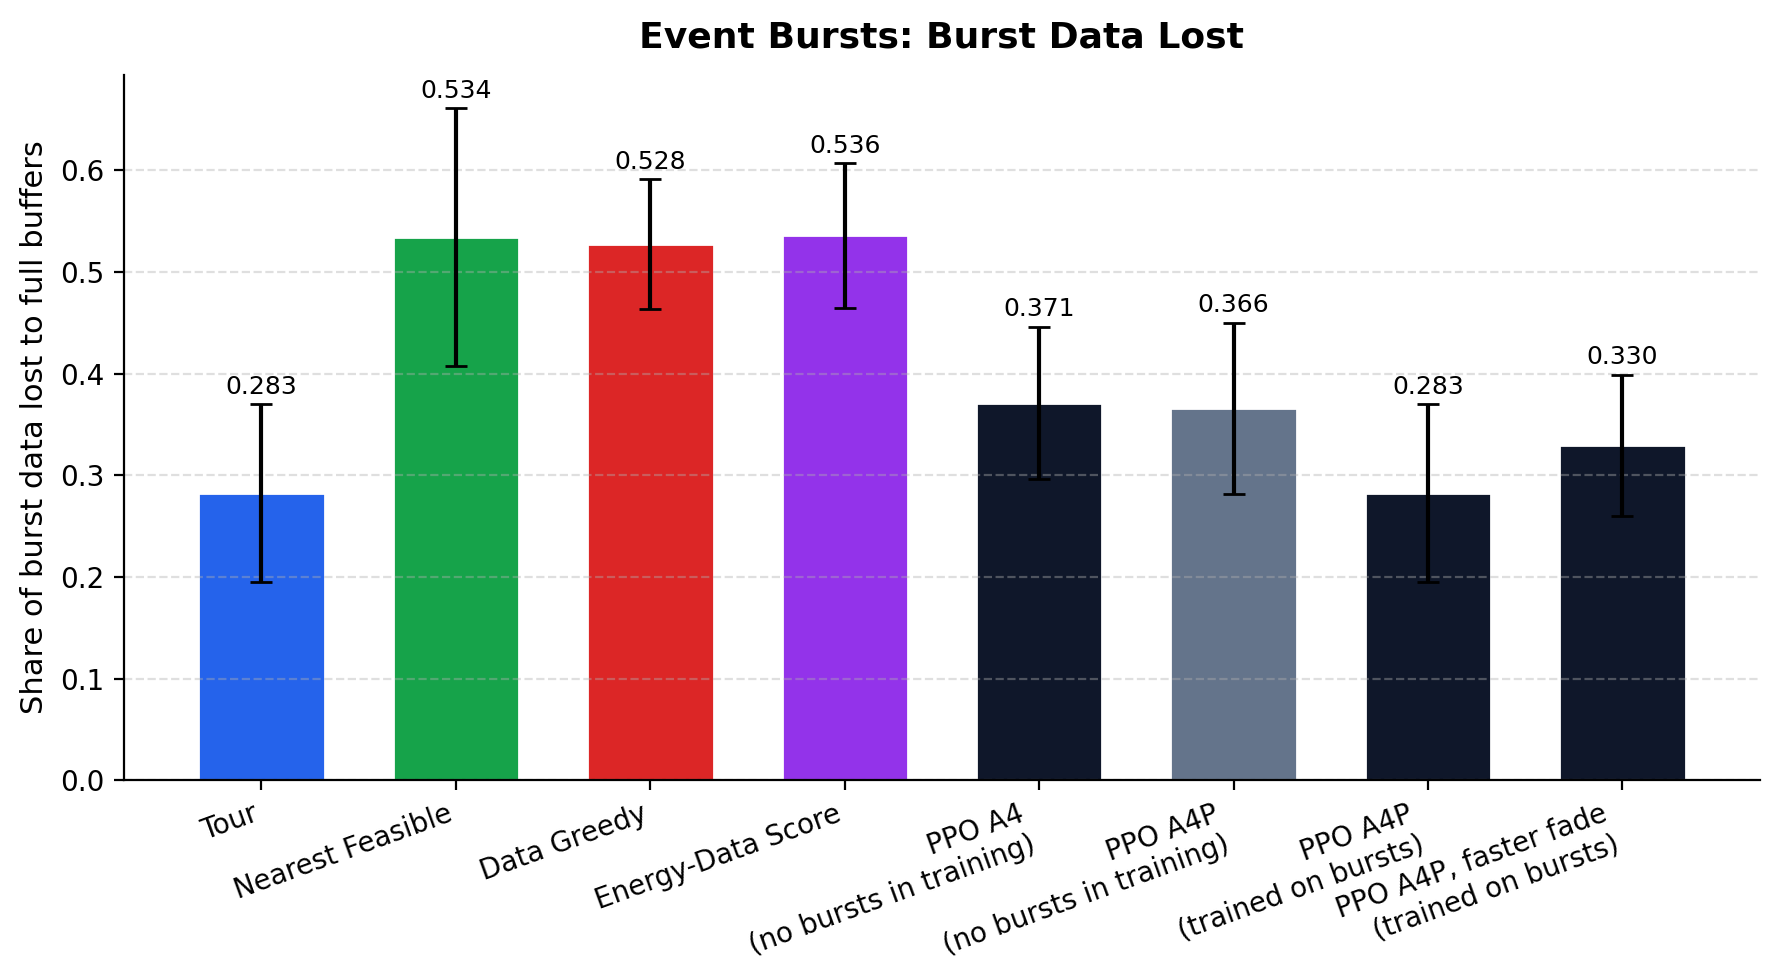 Event Bursts: Burst Data Lost
Share of burst data lost to full buffers
0.6
0.5
0.4
0.3
0.2
0.1
0.0
0.283
0.534
0.528
0.536
0.371
0.366
0.283
0.330
Tour
Nearest Feasible
Data Greedy
Energy-Data Score
PPO A4
(no bursts in training)
PPO A4P
(no bursts in training)
PPO A4P
(trained on bursts)
PPO A4P, faster fade
(trained on bursts)